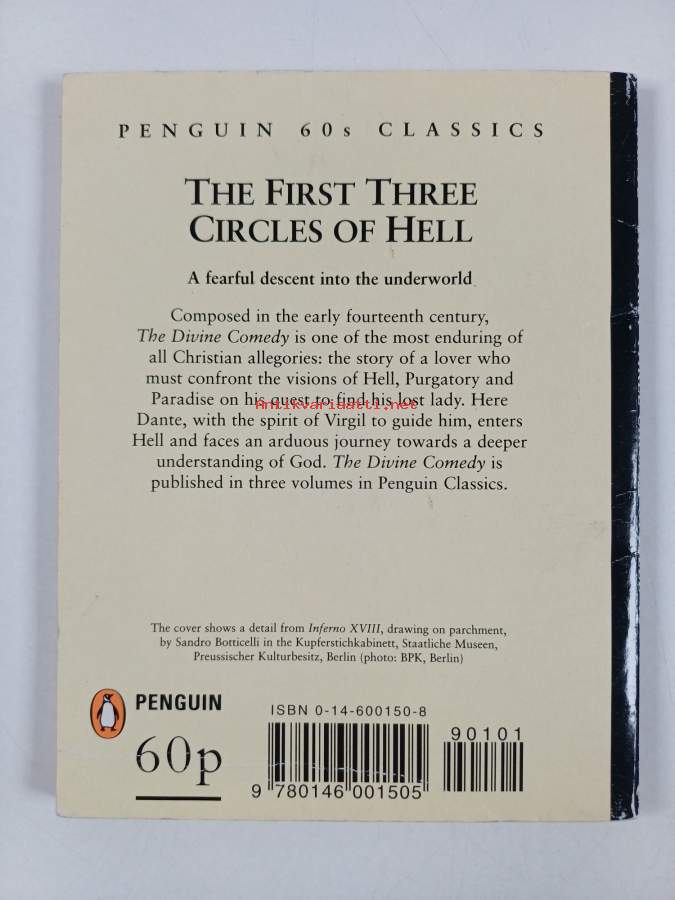 PENGUIN 60s CLASSICS
THE FIRST THREE
CIRCLES OF HELL
A fearful descent into the underworld
Composed in the early fourteenth century,
The Divine Comedy is one of the most enduring of
all Christian allegories: the story of a lover who
must confront the visions of Hell, Purgatory and
Paradise on his quest to find his lost lady. Here
Antikvariaatti.net
Dante, with the spirit of Virgil to guide him, enters
Hell and faces an arduous journey towards a deeper
understanding of God. The Divine Comedy is
published in three volumes in Penguin Classics.
The cover shows a detail from Inferno XVIII, drawing on parchment,
by Sandro Botticelli in the Kupferstichkabinett, Staatliche Museen,
Preussischer Kulturbesitz, Berlin (photo: BPK, Berlin)
PENGUIN
60p
ISBN 0-14-600150-8
90101
9 780146 001505